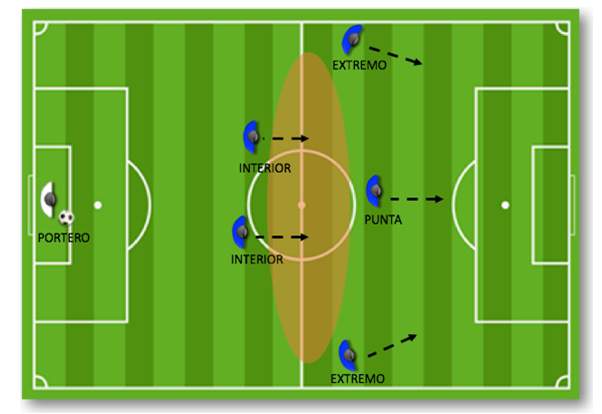 EXTREMO
INTERIOR
PUNTA
PORTERO
INTERIOR
EXTREMO